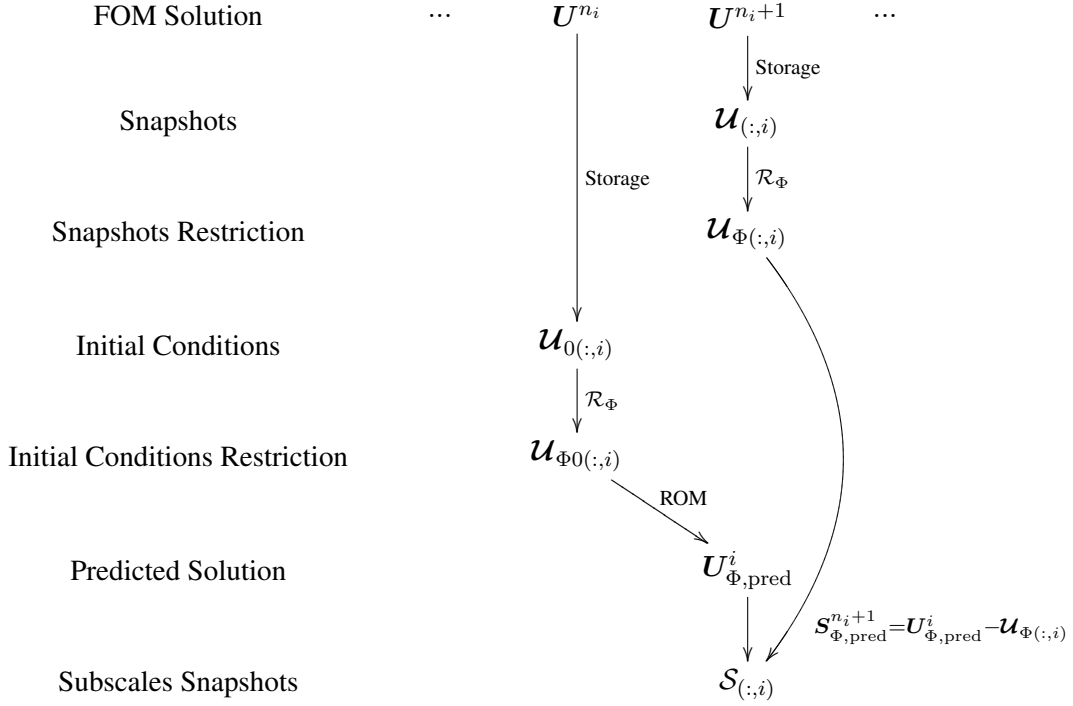 FOM Solution ... U^{n_i} U^{n_i+1} ...
Storage
Snapshots 𝓤_{(:,i)}
Storage 𝓡_Φ
Snapshots Restriction 𝓤_{Φ(:,i)}
Initial Conditions 𝓤_{0(:,i)}
𝓡_Φ
Initial Conditions Restriction 𝓤_{Φ0(:,i)}
ROM
Predicted Solution U^i_{Φ,pred}
S^{n_i+1}_{Φ,pred}=U^i_{Φ,pred}−𝓤_{Φ(:,i)}
Subscales Snapshots 𝓢_{(:,i)}